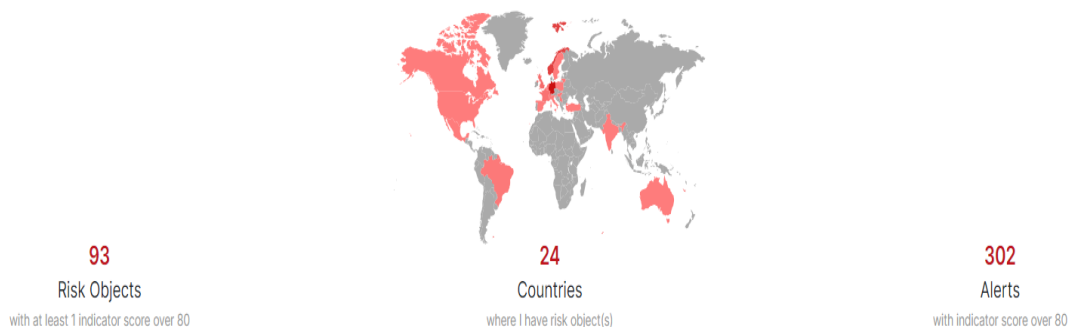 93
Risk Objects
with at least 1 indicator score over 80
24
Countries
where I have risk object(s)
302
Alerts
with indicator score over 80